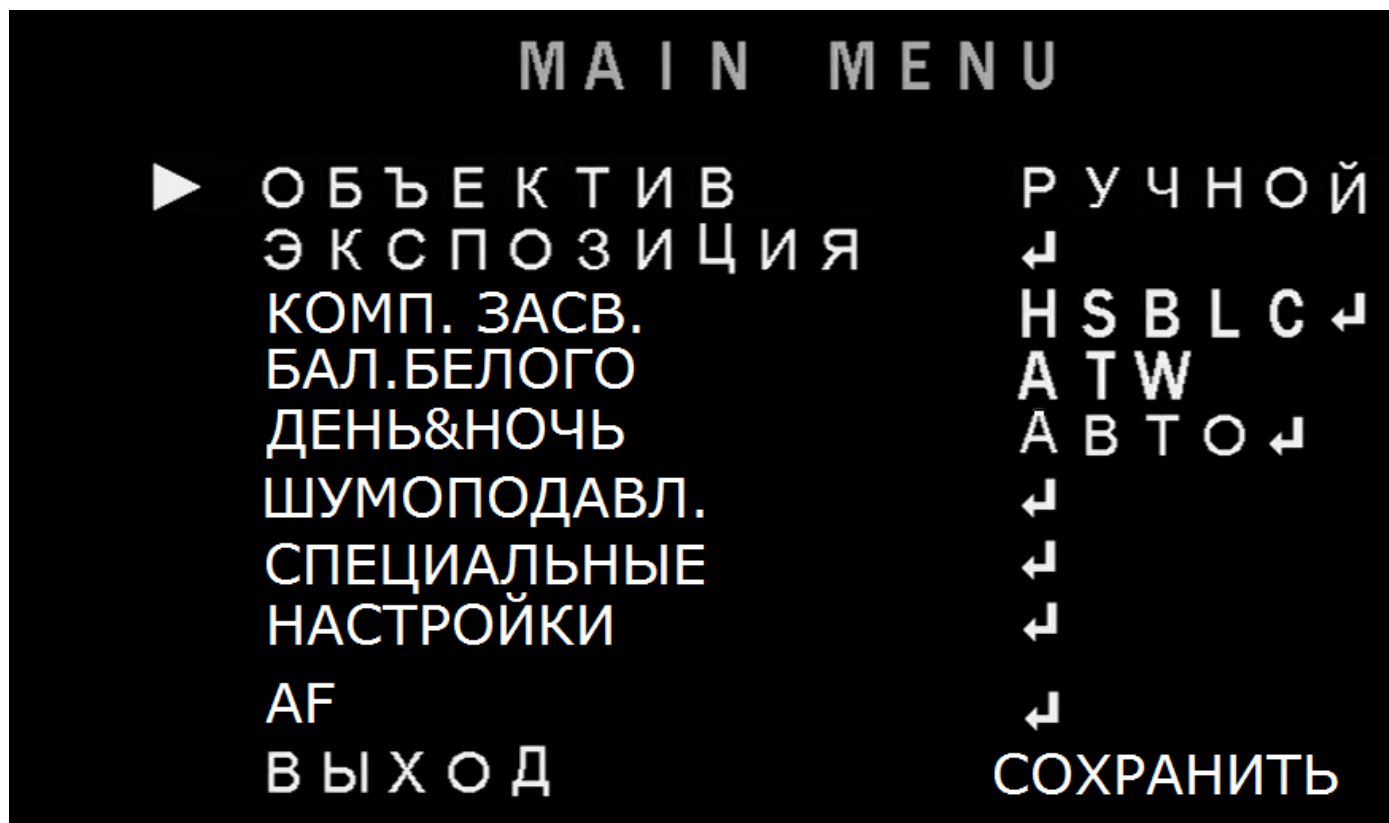 MAIN MENU
▶ ОБЪЕКТИВ РУЧНОЙ
ЭКСПОЗИЦИЯ ↲
КОМП. ЗАСВ. HSBLC↲
БАЛ.БЕЛОГО ATW
ДЕНЬ&НОЧЬ АВТО↲
ШУМОПОДАВЛ. ↲
СПЕЦИАЛЬНЫЕ ↲
НАСТРОЙКИ ↲
AF ↲
ВЫХОД СОХРАНИТЬ